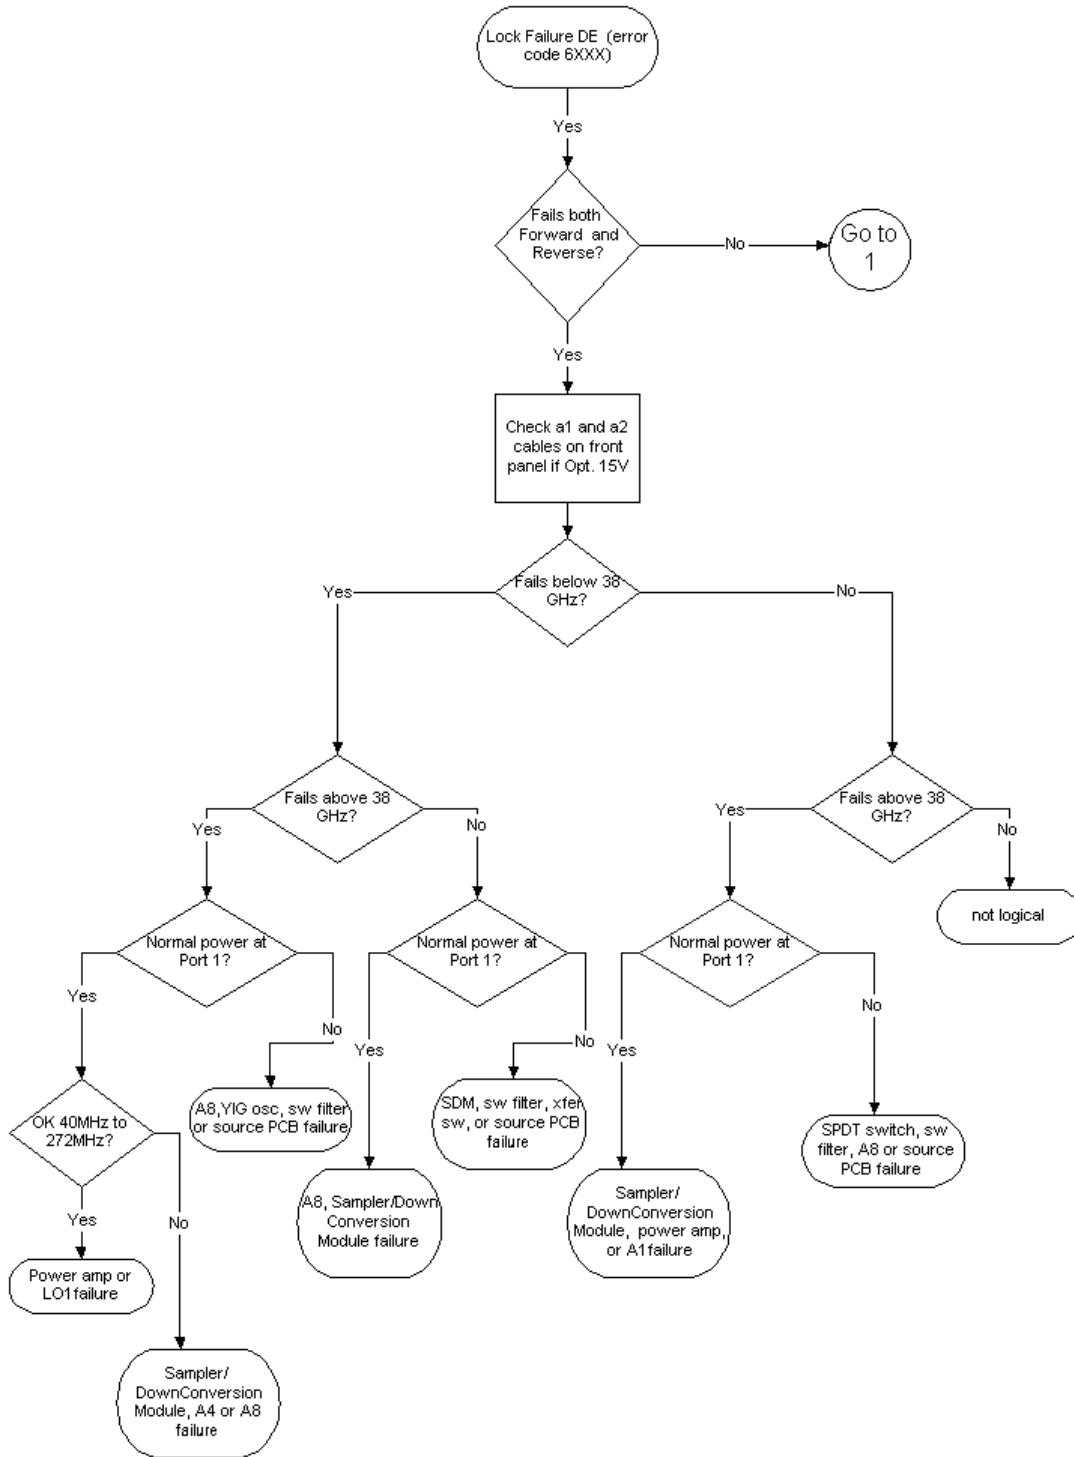 Lock Failure DE (error
code 6XXX)
Yes
Fails both
Forward and
Reverse?
No
Go to
1
Yes
Check a1 and a2
cables on front
panel if Opt. 15V
Fails below 38
GHz?
Yes
No
Fails above 38
GHz?
Yes
No
Fails above 38
GHz?
Yes
No
not logical
Normal power at
Port 1?
Yes
No
Normal power at
Port 1?
Yes
No
Normal power at
Port 1?
Yes
No
OK 40MHz to
272MHz?
Yes
No
A8,YIG osc, sw filter
or source PCB failure
SDM, sw filter, xfer
sw, or source PCB
failure
SPDT switch, sw
filter, A8 or source
PCB failure
A8, Sampler/Down
Conversion
Module failure
Sampler/
DownConversion
Module, power amp,
or A1failure
Power amp or
LO1failure
Sampler/
DownConversion
Module, A4 or A8
failure